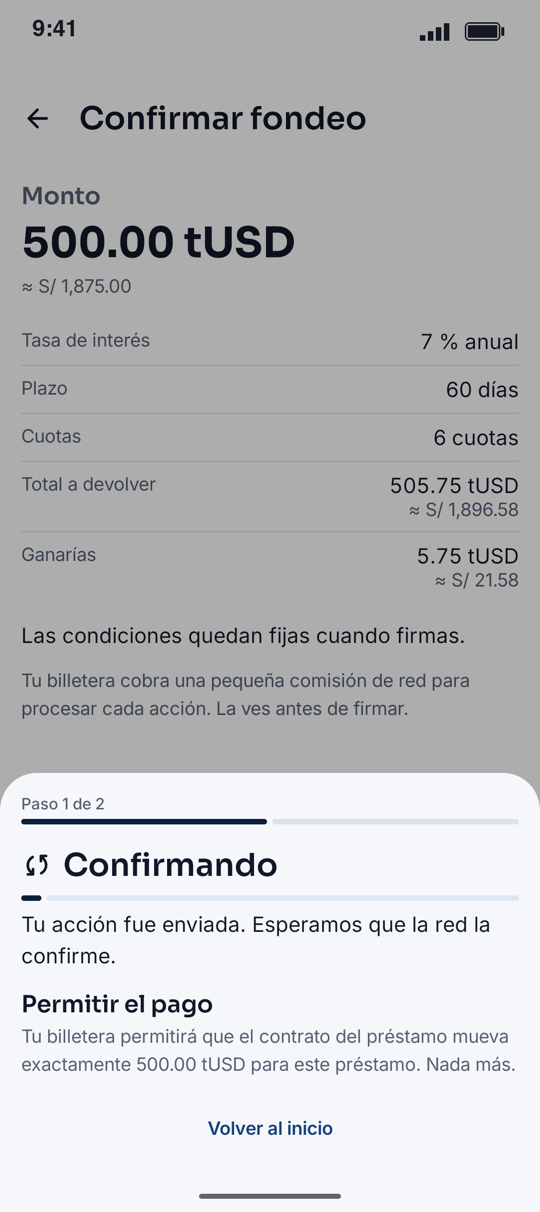 9:41
Confirmar fondeo
Monto
500.00 tUSD
≈ S/ 1,875.00
Tasa de interés
7 % anual
Plazo
60 días
Cuotas
6 cuotas
Total a devolver
505.75 tUSD
≈ S/ 1,896.58
Ganarías
5.75 tUSD
≈ S/ 21.58
Las condiciones quedan fijas cuando firmas.
Tu billetera cobra una pequeña comisión de red para
procesar cada acción. La ves antes de firmar.
Paso 1 de 2
Confirmando
Tu acción fue enviada. Esperamos que la red la
confirme.
Permitir el pago
Tu billetera permitirá que el contrato del préstamo mueva
exactamente 500.00 tUSD para este préstamo. Nada más.
Volver al inicio